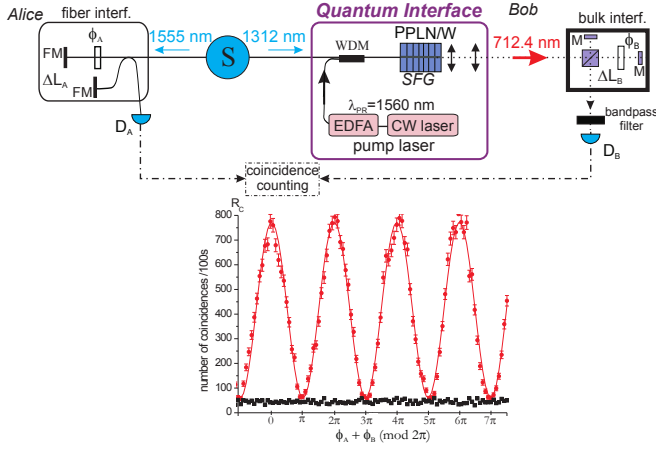 Alice
fiber interf.
ϕA
FM
ΔLA
FM
DA
1555 nm
S
1312 nm
Quantum Interface
WDM
PPLN/W
SFG
λPR=1560 nm
EDFA
CW laser
pump laser
Bob
712.4 nm
bulk interf.
M
ϕB
M
ΔLB
bandpass
filter
DB
coincidence
counting
RC
number of coincidences /100s
800
700
600
500
400
300
200
100
0
0 π 2π 3π 4π 5π 6π 7π
ϕA + ϕB (mod 2π)